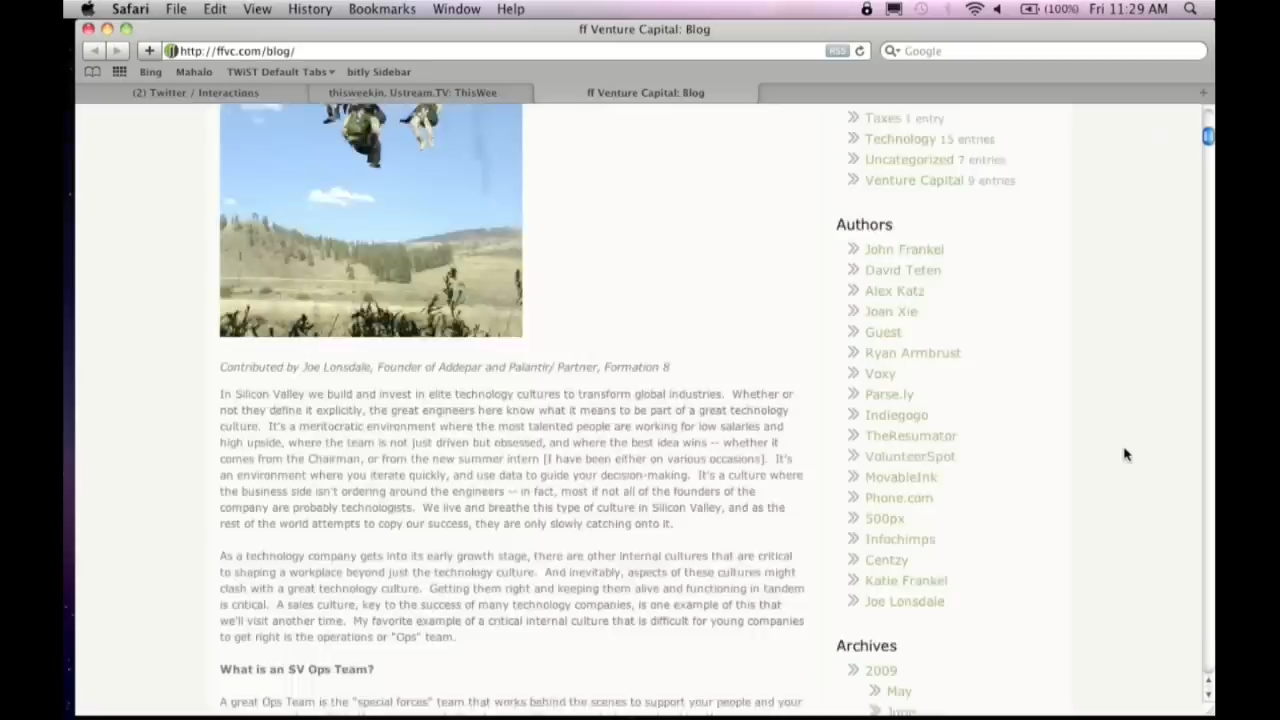 Safari File Edit View History Bookmarks Window Help (100%) Fri 11:29 AM
ff Venture Capital: Blog
http://ffvc.com/blog/ RSS Google
Bing Mahalo TWiST Default Tabs bitly Sidebar
(2) Twitter / Interactions thisweekin, Ustream.TV: ThisWee ff Venture Capital: Blog
Contributed by Joe Lonsdale, Founder of Addepar and Palantir/ Partner, Formation 8
In Silicon Valley we build and invest in elite technology cultures to transform global industries. Whether or
not they define it explicitly, the great engineers here know what it means to be part of a great technology
culture. It's a meritocratic environment where the most talented people are working for low salaries and
high upside, where the team is not just driven but obsessed, and where the best idea wins -- whether it
comes from the Chairman, or from the new summer intern [I have been either on various occasions]. It's
an environment where you iterate quickly, and use data to guide your decision-making. It's a culture where
the business side isn't ordering around the engineers -- in fact, most if not all of the founders of the
company are probably technologists. We live and breathe this type of culture in Silicon Valley, and as the
rest of the world attempts to copy our success, they are only slowly catching onto it.
As a technology company gets into its early growth stage, there are other internal cultures that are critical
to shaping a workplace beyond just the technology culture. And inevitably, aspects of these cultures might
clash with a great technology culture. Getting them right and keeping them alive and functioning in tandem
is critical. A sales culture, key to the success of many technology companies, is one example of this that
we'll visit another time. My favorite example of a critical internal culture that is difficult for young companies
to get right is the operations or "Ops" team.
What is an SV Ops Team?
A great Ops Team is the "special forces" team that works behind the scenes to support your people and your
Taxes 1 entry
Technology 15 entries
Uncategorized 7 entries
Venture Capital 9 entries
Authors
John Frankel
David Teten
Alex Katz
Joan Xie
Guest
Ryan Armbrust
Voxy
Parse.ly
Indiegogo
TheResumator
VolunteerSpot
MovableInk
Phone.com
500px
Infochimps
Centzy
Katie Frankel
Joe Lonsdale
Archives
2009
May
June